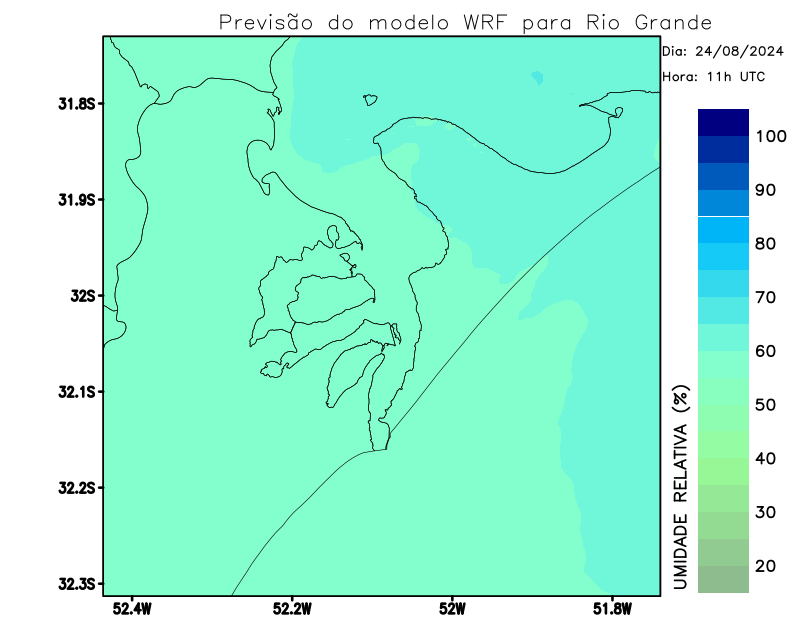 Previsão do modelo WRF para Rio Grande
Dia: 24/08/2024
Hora: 11h UTC
31.8S
31.9S
32S
32.1S
32.2S
32.3S
52.4W
52.2W
52W
51.8W
UMIDADE RELATIVA (%)
100
90
80
70
60
50
40
30
20